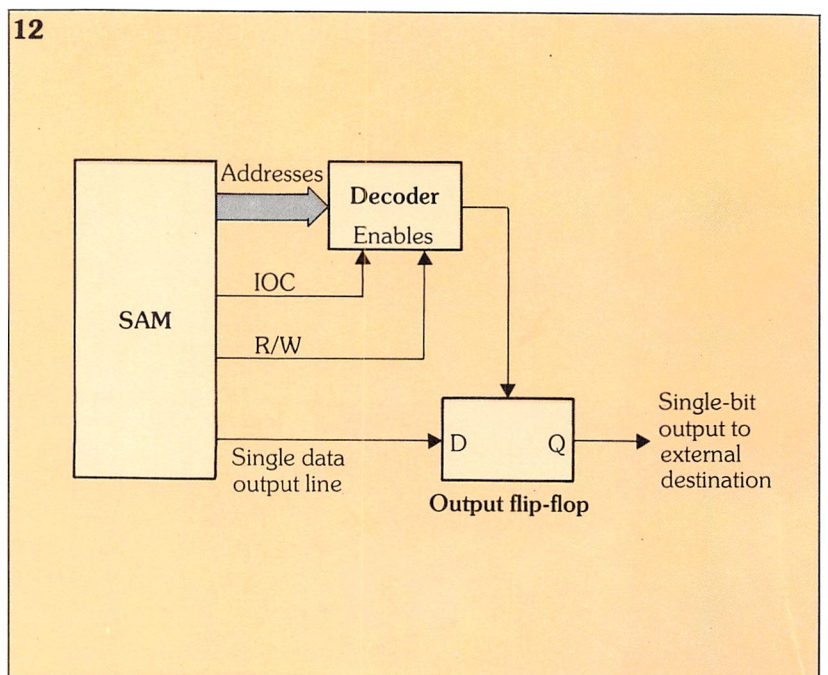 12
Addresses
Decoder
Enables
IOC
SAM
R/W
Single data
output line
D
Q
Output flip-flop
Single-bit
output to
external
destination